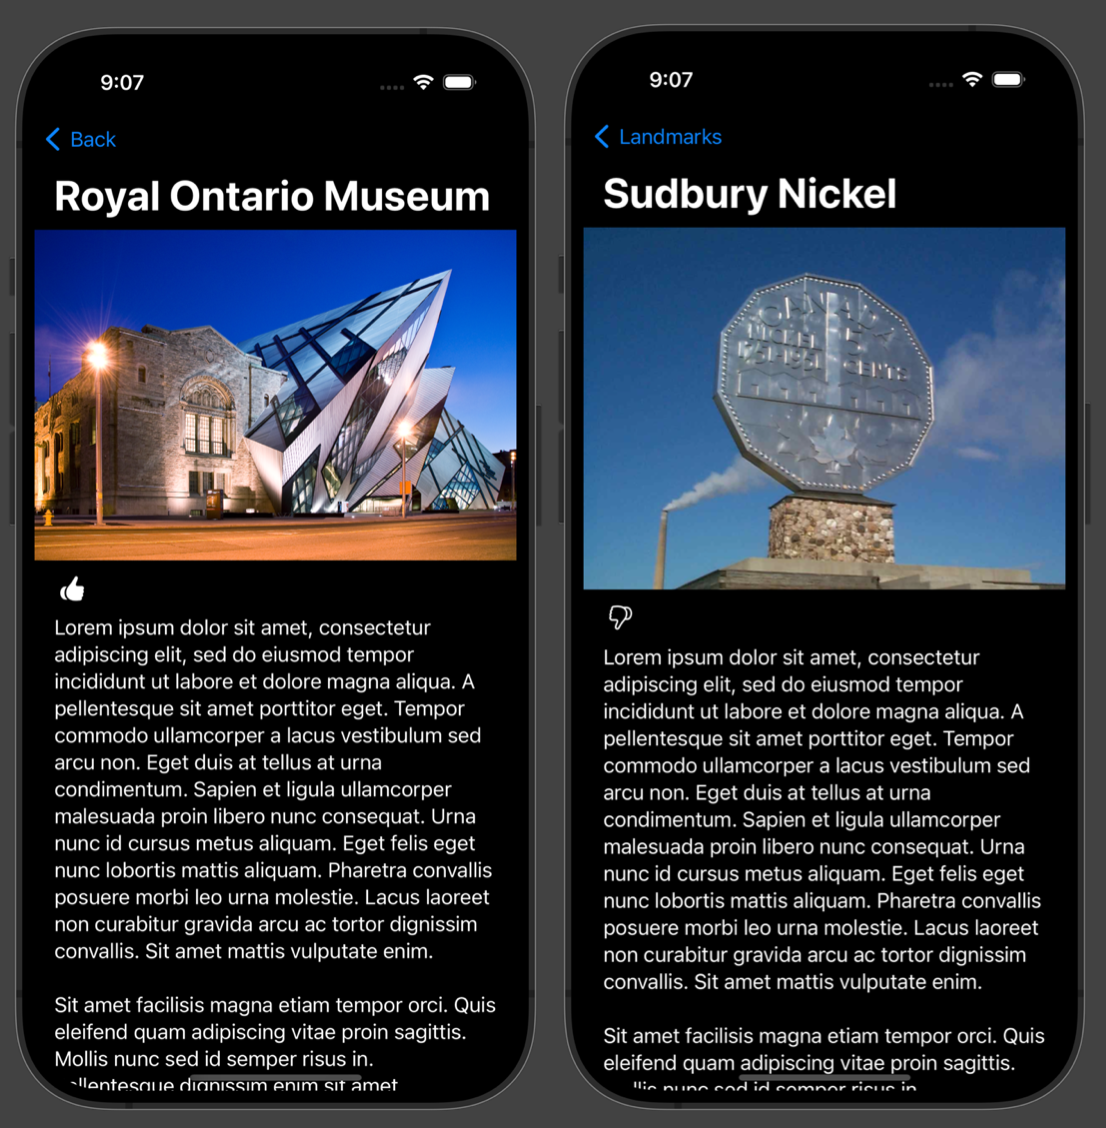 9:07
Back
Royal Ontario Museum
Lorem ipsum dolor sit amet, consectetur
adipiscing elit, sed do eiusmod tempor
incididunt ut labore et dolore magna aliqua. A
pellentesque sit amet porttitor eget. Tempor
commodo ullamcorper a lacus vestibulum sed
arcu non. Eget duis at tellus at urna
condimentum. Sapien et ligula ullamcorper
malesuada proin libero nunc consequat. Urna
nunc id cursus metus aliquam. Eget felis eget
nunc lobortis mattis aliquam. Pharetra convallis
posuere morbi leo urna molestie. Lacus laoreet
non curabitur gravida arcu ac tortor dignissim
convallis. Sit amet mattis vulputate enim.
Sit amet facilisis magna etiam tempor orci. Quis
eleifend quam adipiscing vitae proin sagittis.
Mollis nunc sed id semper risus in.
dignissim enim sit amet
9:07
Landmarks
Sudbury Nickel
CANADA
NICKEL 5
1751-1951 CENTS
Lorem ipsum dolor sit amet, consectetur
adipiscing elit, sed do eiusmod tempor
incididunt ut labore et dolore magna aliqua. A
pellentesque sit amet porttitor eget. Tempor
commodo ullamcorper a lacus vestibulum sed
arcu non. Eget duis at tellus at urna
condimentum. Sapien et ligula ullamcorper
malesuada proin libero nunc consequat. Urna
nunc id cursus metus aliquam. Eget felis eget
nunc lobortis mattis aliquam. Pharetra convallis
posuere morbi leo urna molestie. Lacus laoreet
non curabitur gravida arcu ac tortor dignissim
convallis. Sit amet mattis vulputate enim.
Sit amet facilisis magna etiam tempor orci. Quis
eleifend quam adipiscing vitae proin sagittis.
nunc sed id semper risus in